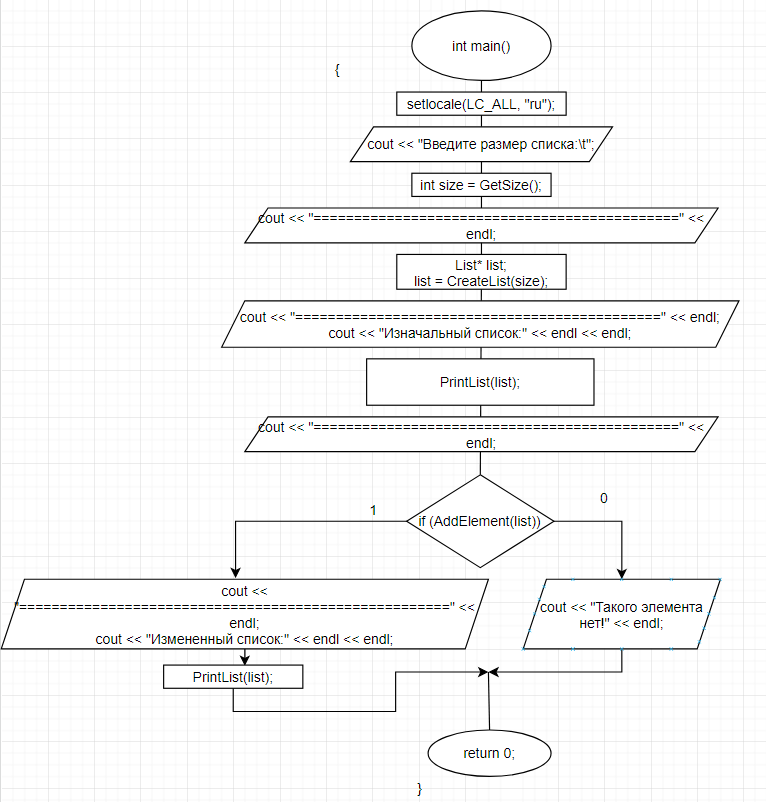 int main()
{
setlocale(LC_ALL, "ru");
cout << "Введите размер списка:\t";
int size = GetSize();
cout << "=============================================" <<
endl;
List* list;
list = CreateList(size);
cout << "=============================================" << endl;
cout << "Изначальный список:" << endl << endl;
PrintList(list);
cout << "=============================================" <<
endl;
if (AddElement(list))
1
0
cout <<
"=====================================================" <<
endl;
cout << "Измененный список:" << endl << endl;
cout << "Такого элемента
нет!" << endl;
PrintList(list);
return 0;
}